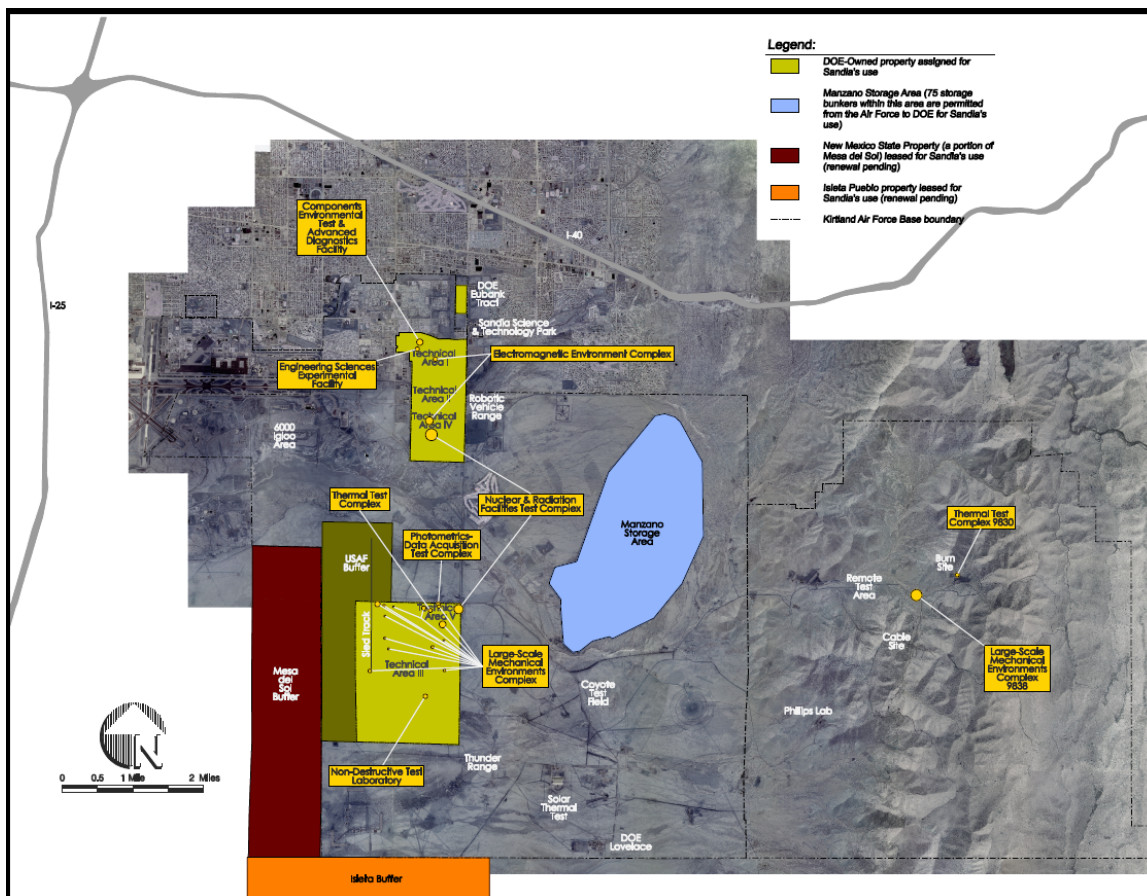 Legend:
DOE-Owned property assigned for
Sandia's use
Manzano Storage Area (75 storage
bunkers within this area are permitted
from the Air Force to DOE for Sandia's
use)
New Mexico State Property (a portion of
Mesa del Sol) leased for Sandia's use
(renewal pending)
Isleta Pueblo property leased for
Sandia's use (renewal pending)
Kirtland Air Force Base boundary
Components
Environmental
Test &
Advanced
Diagnostics
Facility
I-40
I-25
DOE
Eubank
Tract
Sandia Science
& Technology Park
Technical
Area I
Electromagnetic Environment Complex
Engineering Sciences
Experimental
Facility
Technical
Area II
Robotic
Vehicle
Range
Technical
Area IV
6000
Igloo
Area
Thermal Test
Complex
Nuclear & Radiation
Facilities Test Complex
Photometrics-
Data Acquisition
Test Complex
Manzano
Storage
Area
Thermal Test
Complex 9830
USAF
Buffer
Burn
Site
Remote
Test
Area
Technical
Area V
Sled Track
Cable
Site
Technical
Area III
Large-Scale
Mechanical
Environments
Complex
Large-Scale
Mechanical
Environments
Complex
9838
Mesa
del
Sol
Buffer
Coyote
Test
Field
Phillips Lab
N
Thunder
Range
Non-Destructive Test
Laboratory
0 0.5 1 Mile 2 Miles
Solar
Thermal
Test
DOE
Lovelace
Isleta Buffer